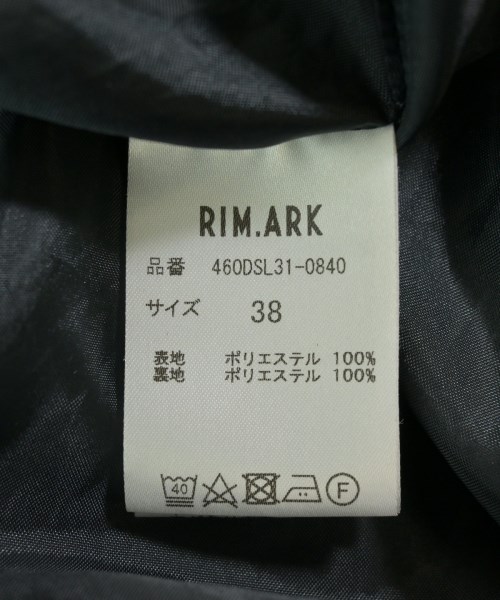 RIM.ARK
品番 460DSL31-0840
サイズ 38
表地 ポリエステル 100%
裏地 ポリエステル 100%
40 F